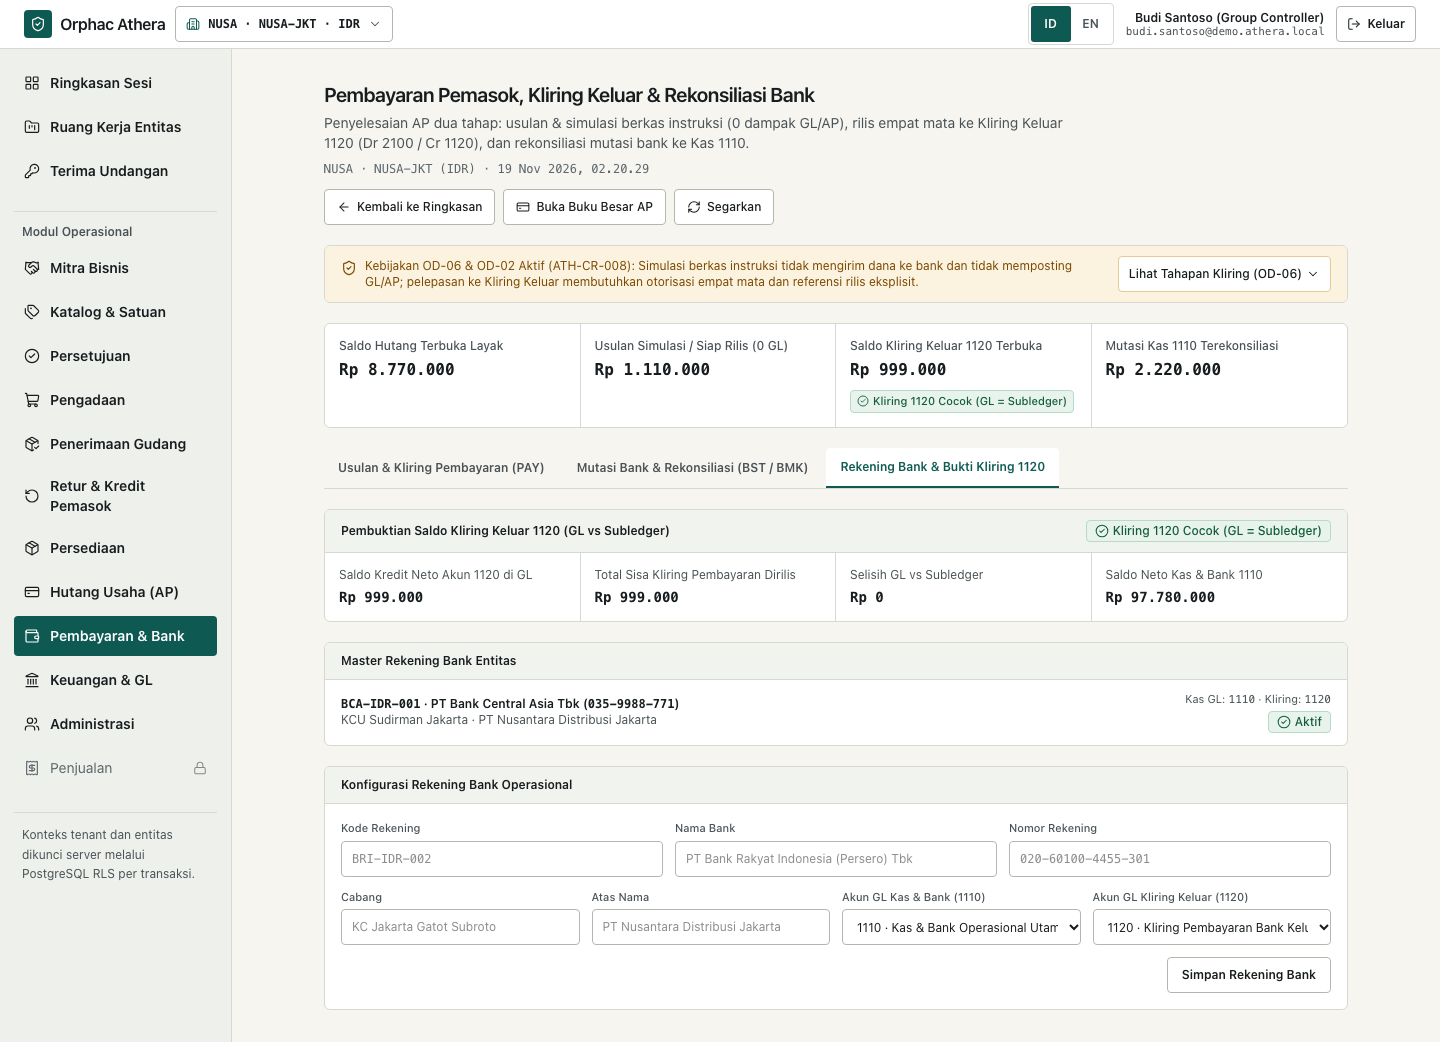 Orphac Athera
NUSA · NUSA-JKT · IDR
ID
EN
Budi Santoso (Group Controller)
budi.santoso@demo.athera.local
Keluar
Ringkasan Sesi
Ruang Kerja Entitas
Terima Undangan
Modul Operasional
Mitra Bisnis
Katalog & Satuan
Persetujuan
Pengadaan
Penerimaan Gudang
Retur & Kredit
Pemasok
Persediaan
Hutang Usaha (AP)
Pembayaran & Bank
Keuangan & GL
Administrasi
Penjualan
Konteks tenant dan entitas
dikunci server melalui
PostgreSQL RLS per transaksi.
Pembayaran Pemasok, Kliring Keluar & Rekonsiliasi Bank
Penyelesaian AP dua tahap: usulan & simulasi berkas instruksi (0 dampak GL/AP), rilis empat mata ke Kliring Keluar
1120 (Dr 2100 / Cr 1120), dan rekonsiliasi mutasi bank ke Kas 1110.
NUSA · NUSA-JKT (IDR) · 19 Nov 2026, 02.20.29
Kembali ke Ringkasan
Buka Buku Besar AP
Segarkan
Kebijakan OD-06 & OD-02 Aktif (ATH-CR-008): Simulasi berkas instruksi tidak mengirim dana ke bank dan tidak memposting
GL/AP; pelepasan ke Kliring Keluar membutuhkan otorisasi empat mata dan referensi rilis eksplisit.
Lihat Tahapan Kliring (OD-06)
Saldo Hutang Terbuka Layak
Rp 8.770.000
Usulan Simulasi / Siap Rilis (0 GL)
Rp 1.110.000
Saldo Kliring Keluar 1120 Terbuka
Rp 999.000
Kliring 1120 Cocok (GL = Subledger)
Mutasi Kas 1110 Terekonsiliasi
Rp 2.220.000
Usulan & Kliring Pembayaran (PAY)
Mutasi Bank & Rekonsiliasi (BST / BMK)
Rekening Bank & Bukti Kliring 1120
Pembuktian Saldo Kliring Keluar 1120 (GL vs Subledger)
Kliring 1120 Cocok (GL = Subledger)
Saldo Kredit Neto Akun 1120 di GL
Rp 999.000
Total Sisa Kliring Pembayaran Dirilis
Rp 999.000
Selisih GL vs Subledger
Rp 0
Saldo Neto Kas & Bank 1110
Rp 97.780.000
Master Rekening Bank Entitas
BCA-IDR-001 · PT Bank Central Asia Tbk (035-9988-771)
KCU Sudirman Jakarta · PT Nusantara Distribusi Jakarta
Kas GL: 1110 · Kliring: 1120
Aktif
Konfigurasi Rekening Bank Operasional
Kode Rekening
BRI-IDR-002
Nama Bank
PT Bank Rakyat Indonesia (Persero) Tbk
Nomor Rekening
020-60100-4455-301
Cabang
KC Jakarta Gatot Subroto
Atas Nama
PT Nusantara Distribusi Jakarta
Akun GL Kas & Bank (1110)
1110 · Kas & Bank Operasional Utam
Akun GL Kliring Keluar (1120)
1120 · Kliring Pembayaran Bank Kelu
Simpan Rekening Bank